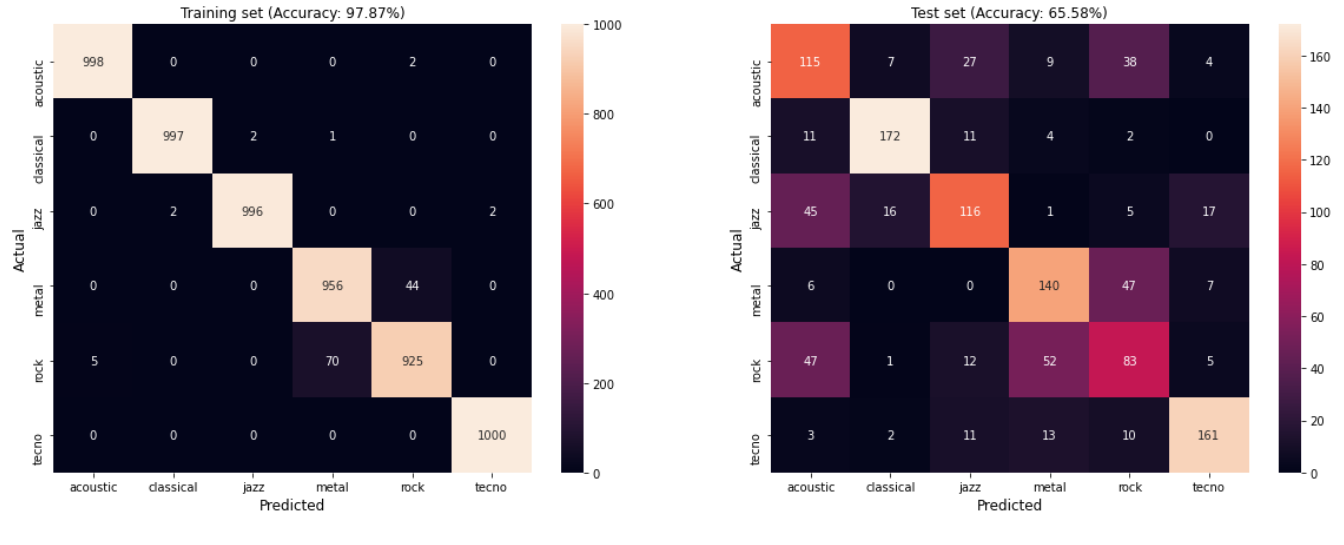 Training set (Accuracy: 97.87%)
Actual
acoustic 998 0 0 0 2 0
classical 0 997 2 1 0 0
jazz 0 2 996 0 0 2
metal 0 0 0 956 44 0
rock 5 0 0 70 925 0
tecno 0 0 0 0 0 1000
acoustic classical jazz metal rock tecno
Predicted
1000
800
600
400
200
0
Test set (Accuracy: 65.58%)
Actual
acoustic 115 7 27 9 38 4
classical 11 172 11 4 2 0
jazz 45 16 116 1 5 17
metal 6 0 0 140 47 7
rock 47 1 12 52 83 5
tecno 3 2 11 13 10 161
acoustic classical jazz metal rock tecno
Predicted
160
140
120
100
80
60
40
20
0